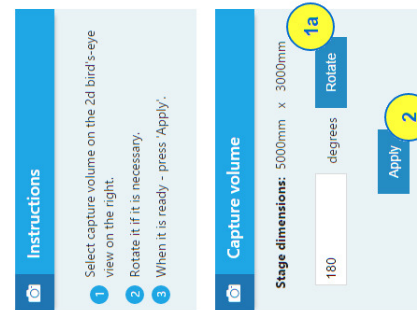 Instructions
1 Select capture volume on the 2d bird's-eye
view on the right.
2 Rotate it if it is necessary.
3 When it is ready - press 'Apply'.
Capture volume
Stage dimensions: 5000mm x 3000mm
180 degrees Rotate
1a
Apply
2